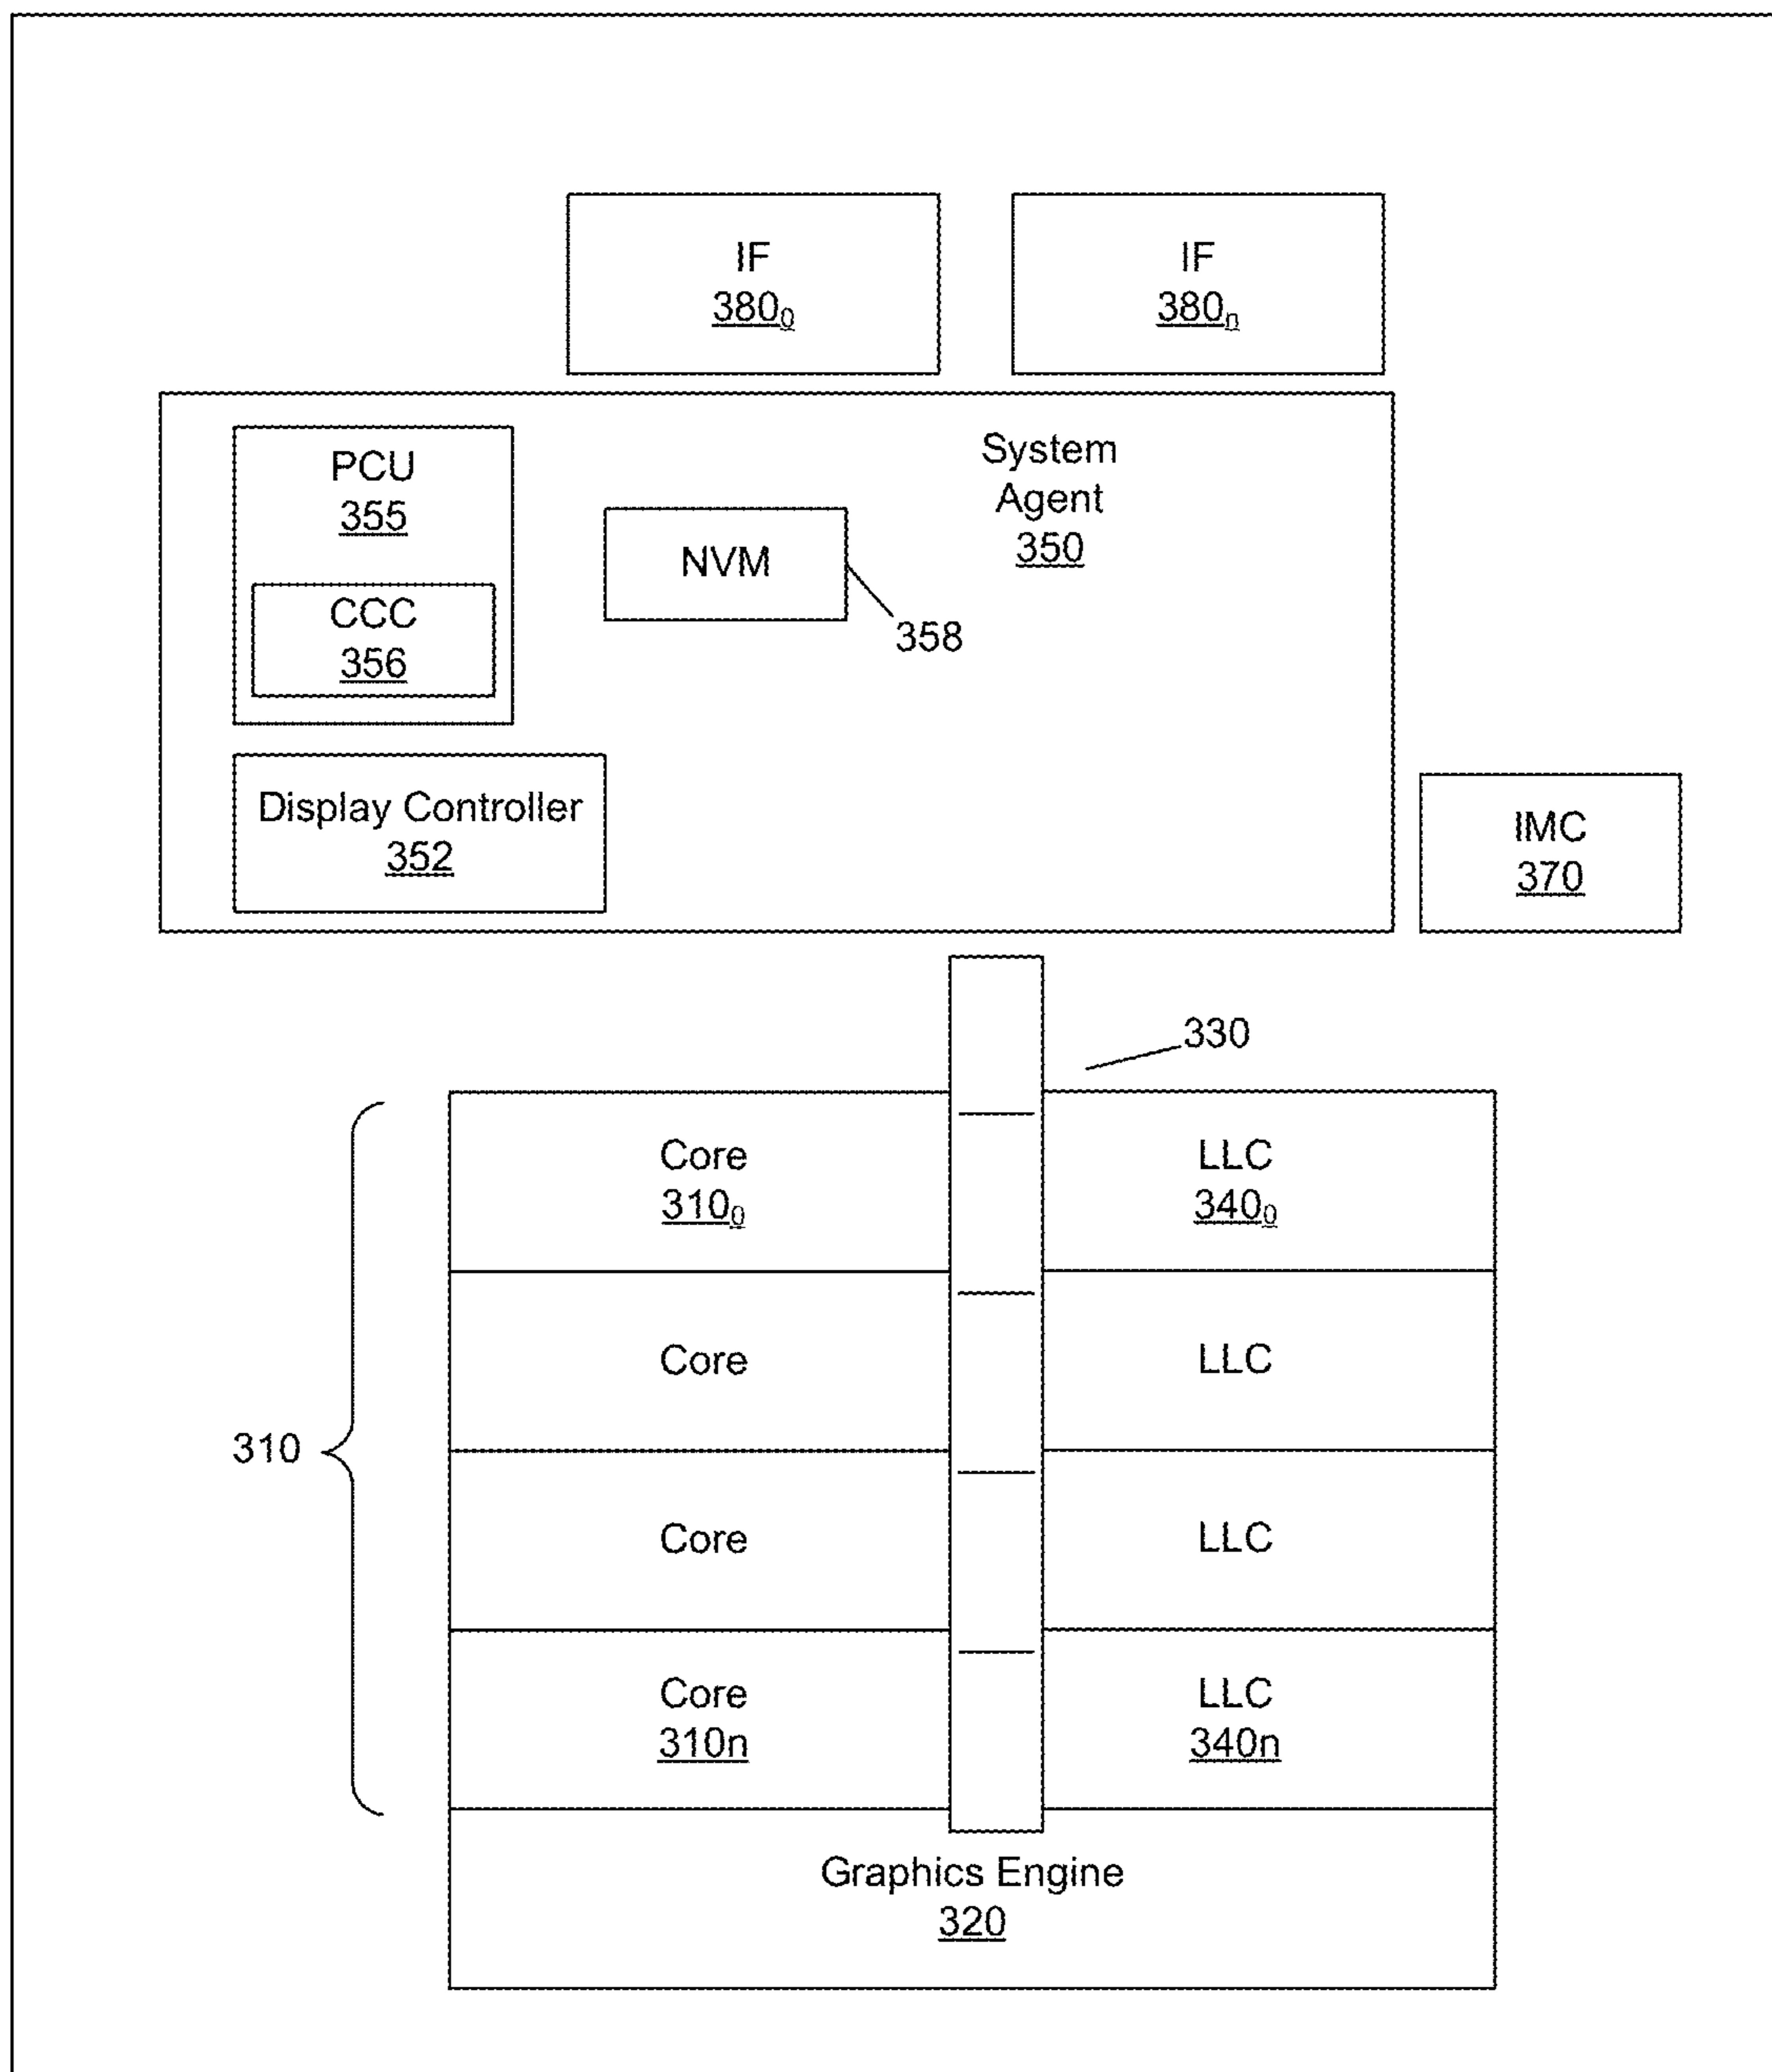 IF
380₀
IF
380ₙ
PCU
355
CCC
356
NVM
358
System
Agent
350
Display Controller
352
IMC
370
330
310
Core
310₀
LLC
340₀
Core
LLC
Core
LLC
Core
310n
LLC
340n
Graphics Engine
320